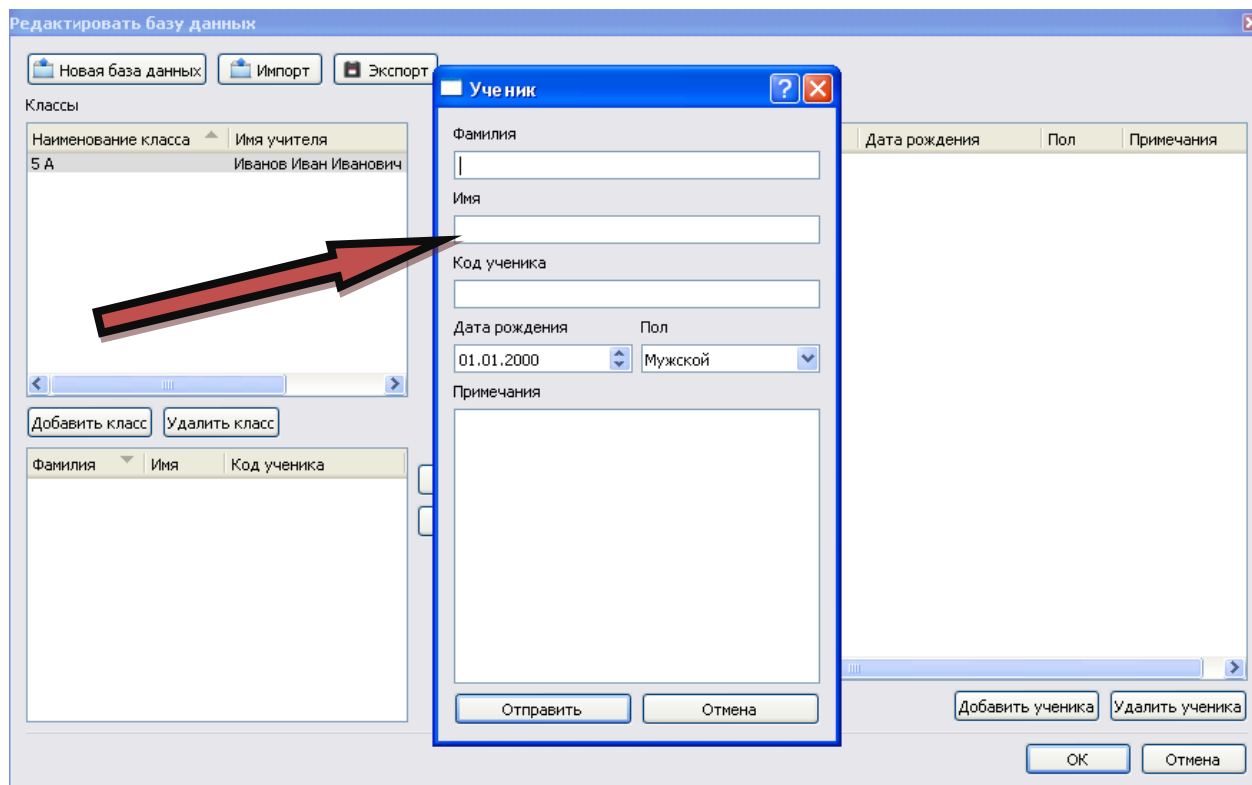 Редактировать базу данных
Новая база данных Импорт Экспорт
Классы
Наименование класса Имя учителя
5 А Иванов Иван Иванович
Добавить класс Удалить класс
Фамилия Имя Код ученика
Ученик
Фамилия
Имя
Код ученика
Дата рождения Пол
01.01.2000 Мужской
Примечания
Отправить Отмена
Дата рождения Пол Примечания
Добавить ученика Удалить ученика
ОК Отмена